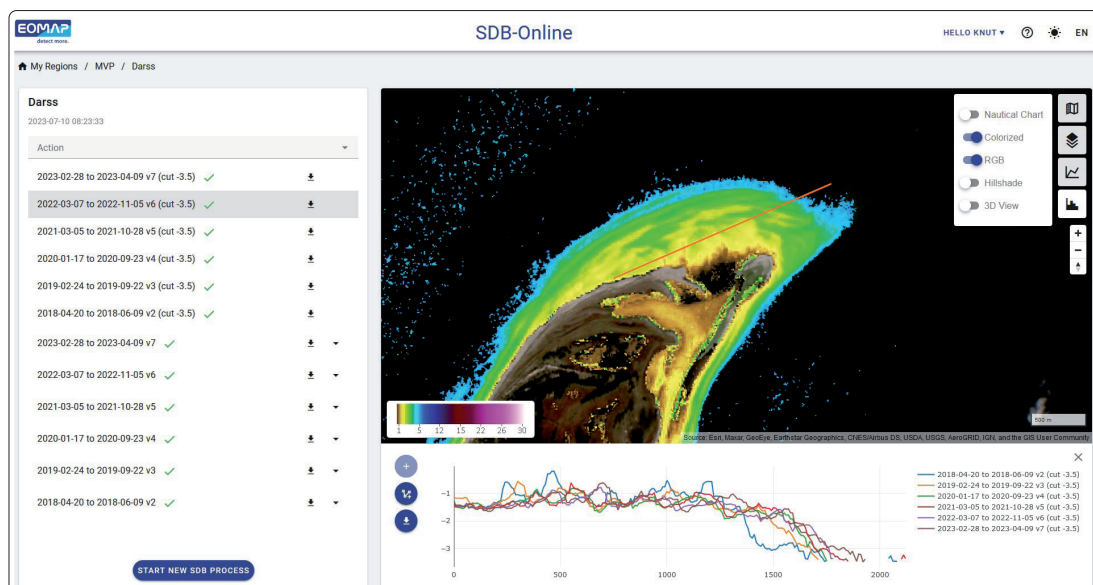 EOMAP
detect more.
SDB-Online
HELLO KNUT
EN
My Regions / MVP / Darss
Darss
2023-07-10 08:23:33
Action
2023-02-28 to 2023-04-09 v7 (cut -3.5)
2022-03-07 to 2022-11-05 v6 (cut -3.5)
2021-03-05 to 2021-10-28 v5 (cut -3.5)
2020-01-17 to 2020-09-23 v4 (cut -3.5)
2019-02-24 to 2019-09-22 v3 (cut -3.5)
2018-04-20 to 2018-06-09 v2 (cut -3.5)
2023-02-28 to 2023-04-09 v7
2022-03-07 to 2022-11-05 v6
2021-03-05 to 2021-10-28 v5
2020-01-17 to 2020-09-23 v4
2019-02-24 to 2019-09-22 v3
2018-04-20 to 2018-06-09 v2
START NEW SDB PROCESS
Nautical Chart
Colorized
RGB
Hillshade
3D View
1 5 12 15 19 22 26 30
500 m
Source: Esri, Maxar, GeoEye, Earthstar Geographics, CNES/Airbus DS, USDA, USGS, AeroGRID, IGN, and the GIS User Community
−1
−2
−3
0 500 1000 1500 2000
2018-04-20 to 2018-06-09 v2 (cut -3.5)
2019-02-24 to 2019-09-22 v3 (cut -3.5)
2020-01-17 to 2020-09-23 v4 (cut -3.5)
2021-03-05 to 2021-10-28 v5 (cut -3.5)
2022-03-07 to 2022-11-05 v6 (cut -3.5)
2023-02-28 to 2023-04-09 v7 (cut -3.5)